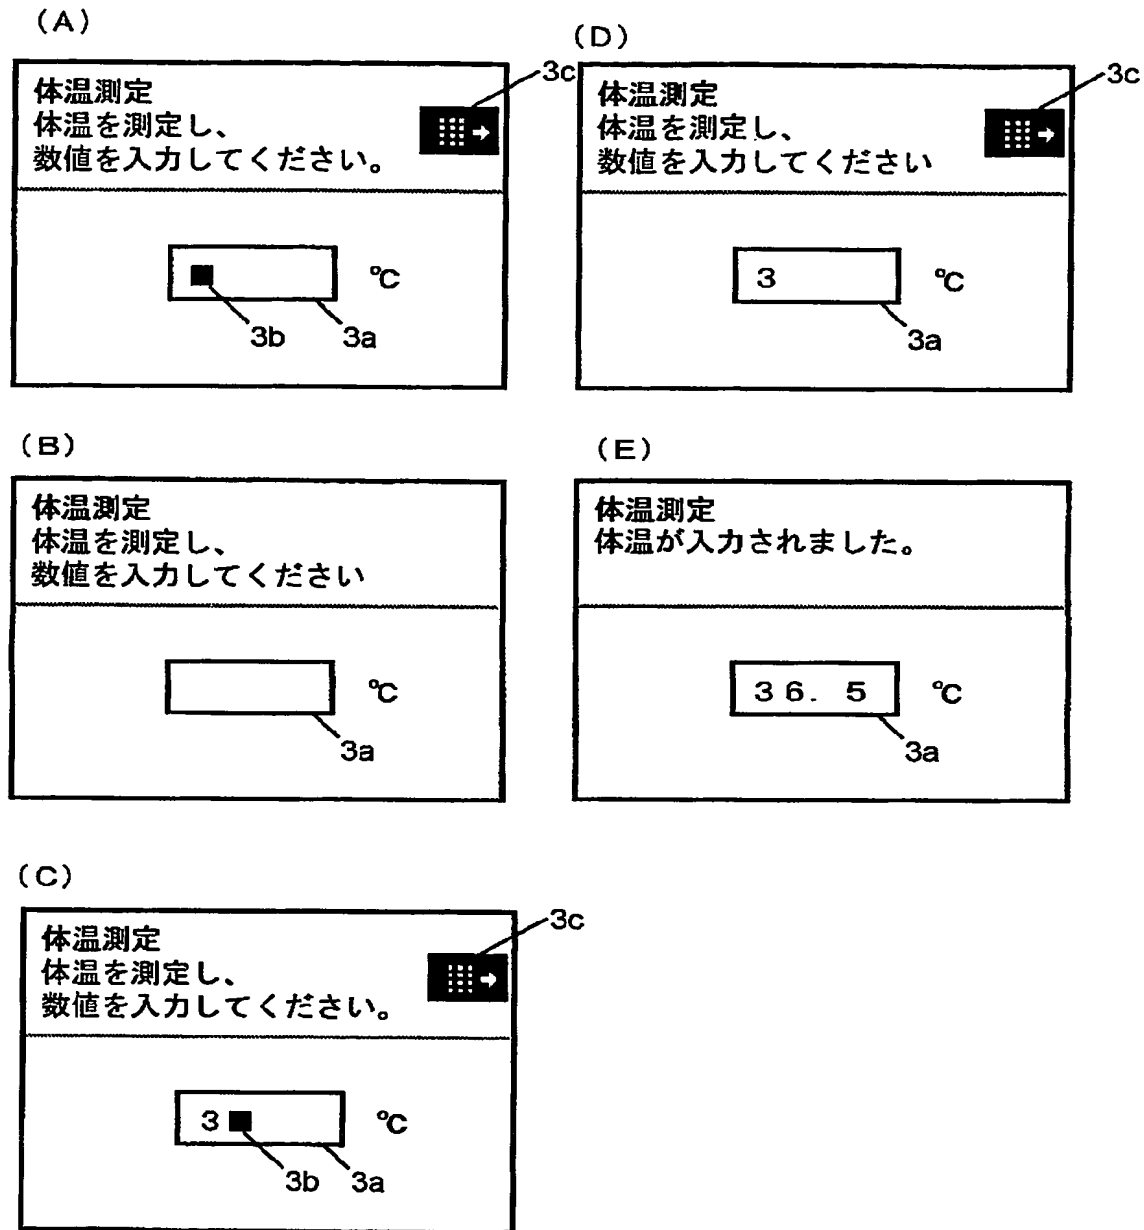 (A)
3c
体温測定
体温を測定し、
数値を入力してください。
℃
3b
3a
(D)
3c
体温測定
体温を測定し、
数値を入力してください
3
℃
3a
(B)
体温測定
体温を測定し、
数値を入力してください
℃
3a
(E)
体温測定
体温が入力されました。
36.5
℃
3a
(C)
3c
体温測定
体温を測定し、
数値を入力してください。
3
℃
3b
3a